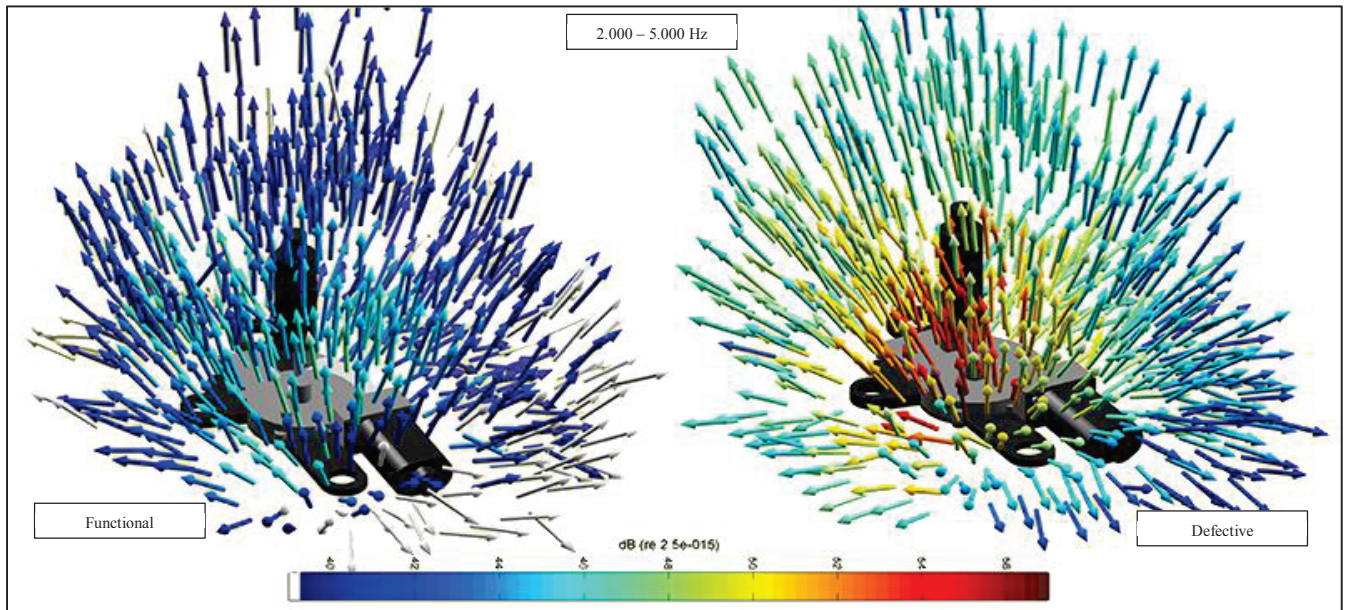 2.000 – 5.000 Hz
Functional
Defective
dB (re 2 5e-015)
40 42 44 46 48 50 52 54 56